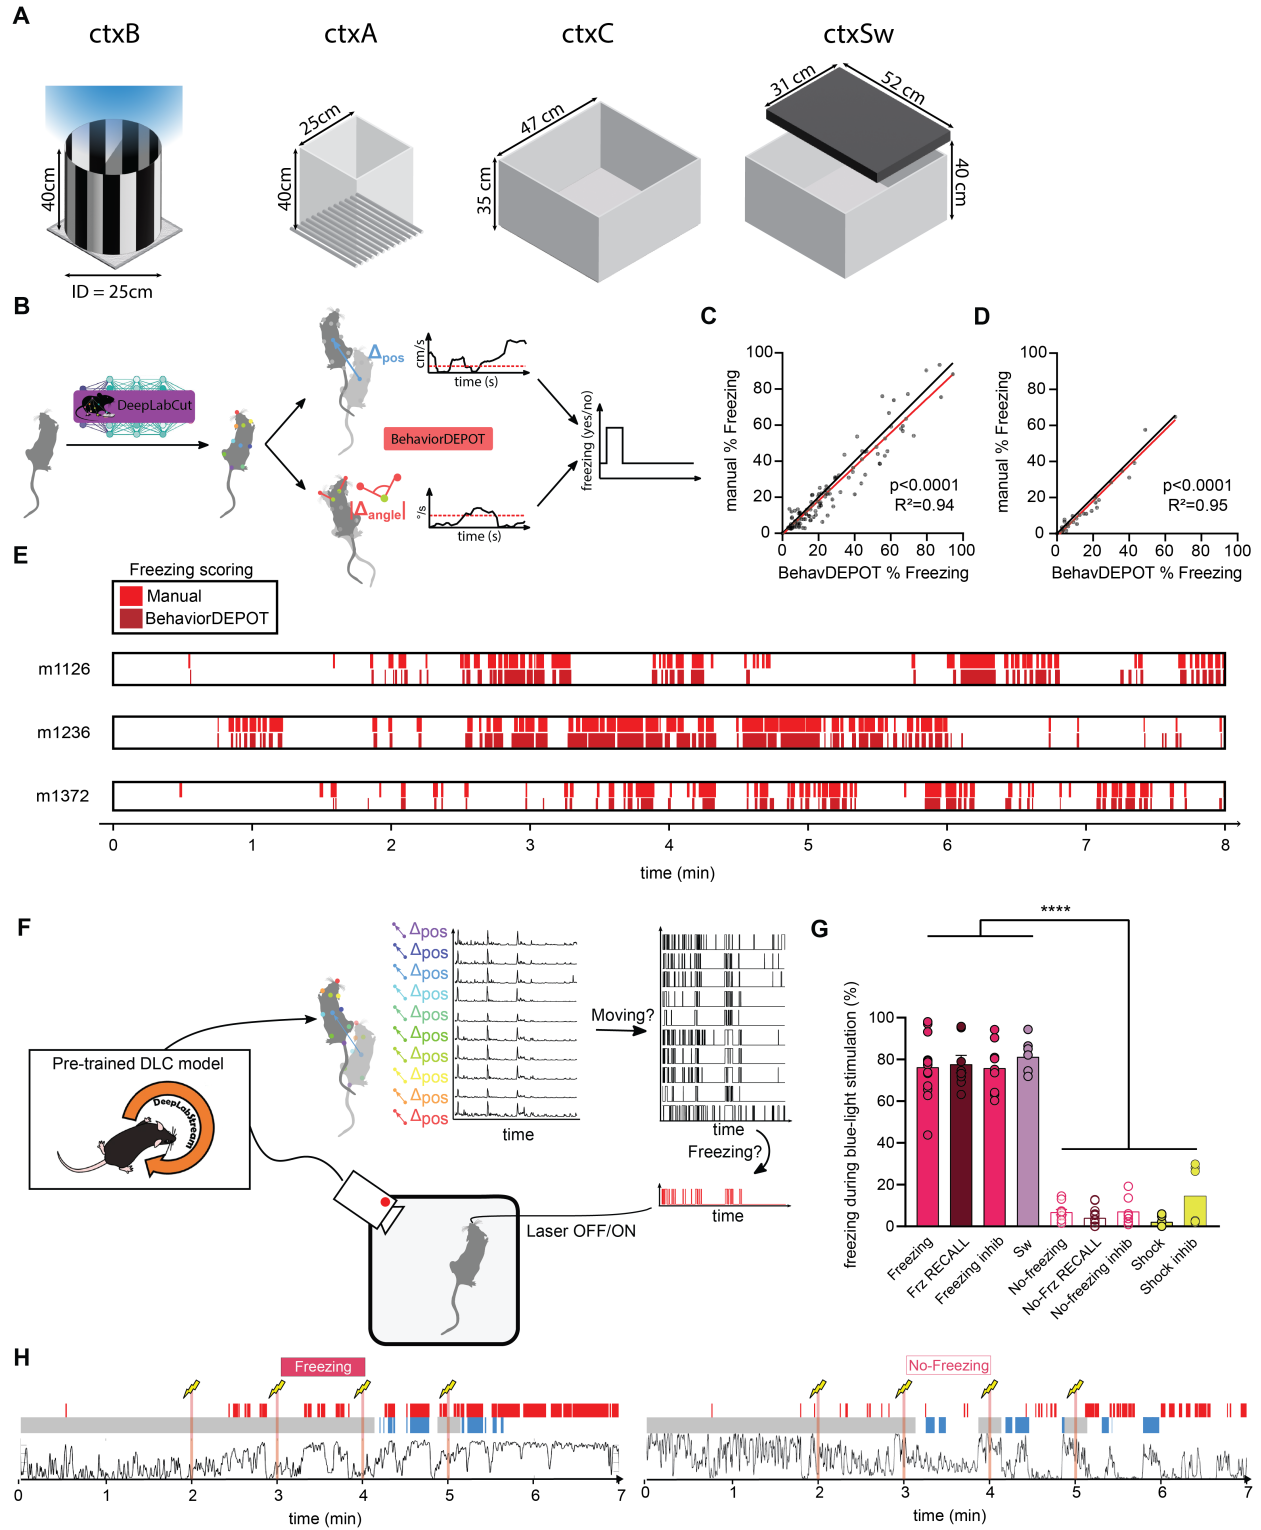 A
ctxB
ctxA
ctxC
ctxSw
40cm
ID = 25cm
25cm
40cm
47 cm
35 cm
31 cm
52 cm
40 cm
B
DeepLabCut
Δpos
cm/s
time (s)
BehaviorDEPOT
|Δangle|
°/s
time (s)
freezing (yes/no)
C
manual % Freezing
100
80
60
40
20
0
p<0.0001
R²=0.94
0 20 40 60 80 100
BehavDEPOT % Freezing
D
manual % Freezing
100
80
60
40
20
0
p<0.0001
R²=0.95
0 20 40 60 80 100
BehavDEPOT % Freezing
E
Freezing scoring
Manual
BehaviorDEPOT
m1126
m1236
m1372
0 1 2 3 4 5 6 7 8
time (min)
F
Pre-trained DLC model
DeepLabStream
Δpos
Δpos
Δpos
Δpos
Δpos
Δpos
Δpos
Δpos
Δpos
Δpos
time
Moving?
time
Freezing?
time
Laser OFF/ON
G
****
freezing during blue-light stimulation (%)
100
80
60
40
20
0
Freezing
Frz RECALL
Freezing inhib
Sw
No-freezing
No-Frz RECALL
No-freezing inhib
Shock
Shock inhib
H
Freezing
0 1 2 3 4 5 6 7
time (min)
No-Freezing
0 1 2 3 4 5 6 7
time (min)